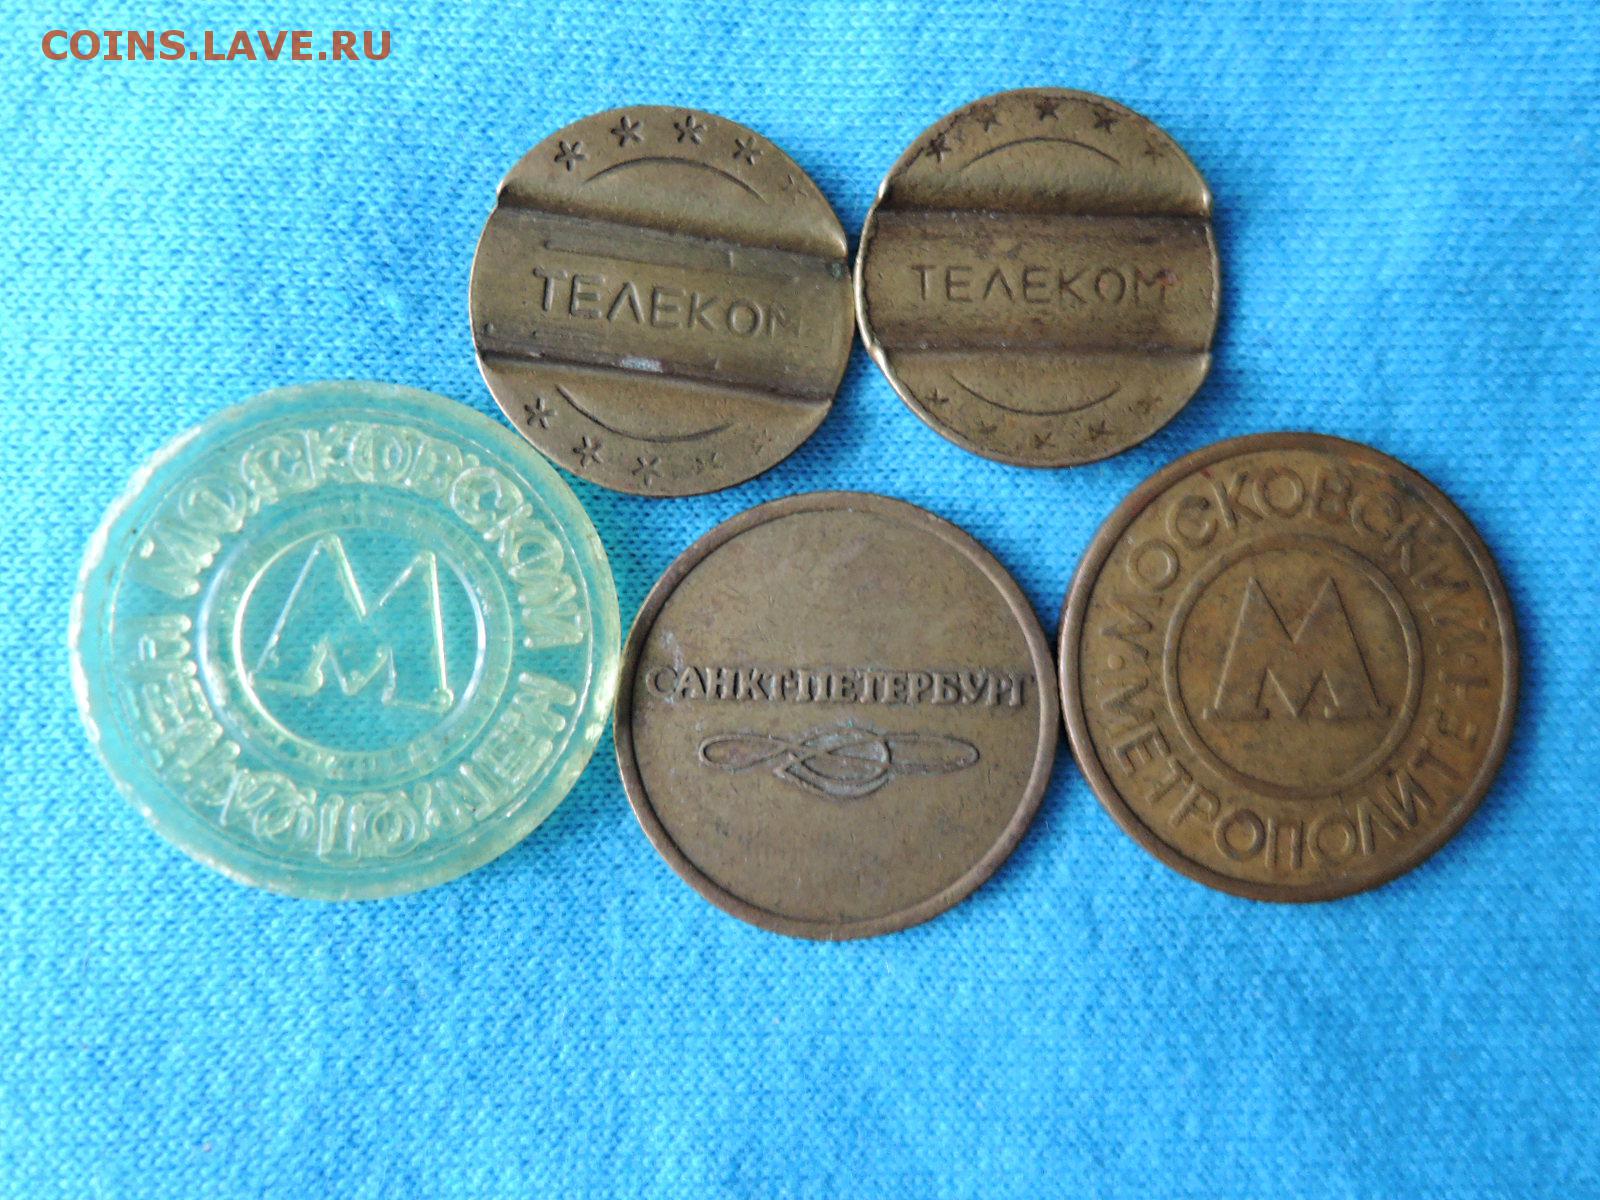 COINS.LAVE.RU
ТЕЛЕКОМ
ТЕЛЕКОМ
МОСКОВСКИЙ МЕТРОПОЛИТЕН
М
САНКТ-ПЕТЕРБУРГ
·МОСКОВСКИЙ·
МЕТРОПОЛИТЕН
М